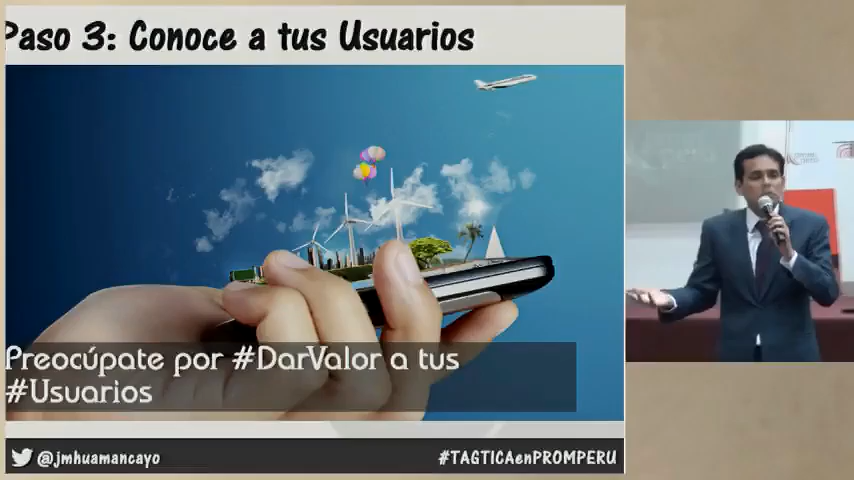 Paso 3: Conoce a tus Usuarios
Preocúpate por #DarValor a tus
#Usuarios
@jmhuamancayo
#TAGTICAenPROMPERU